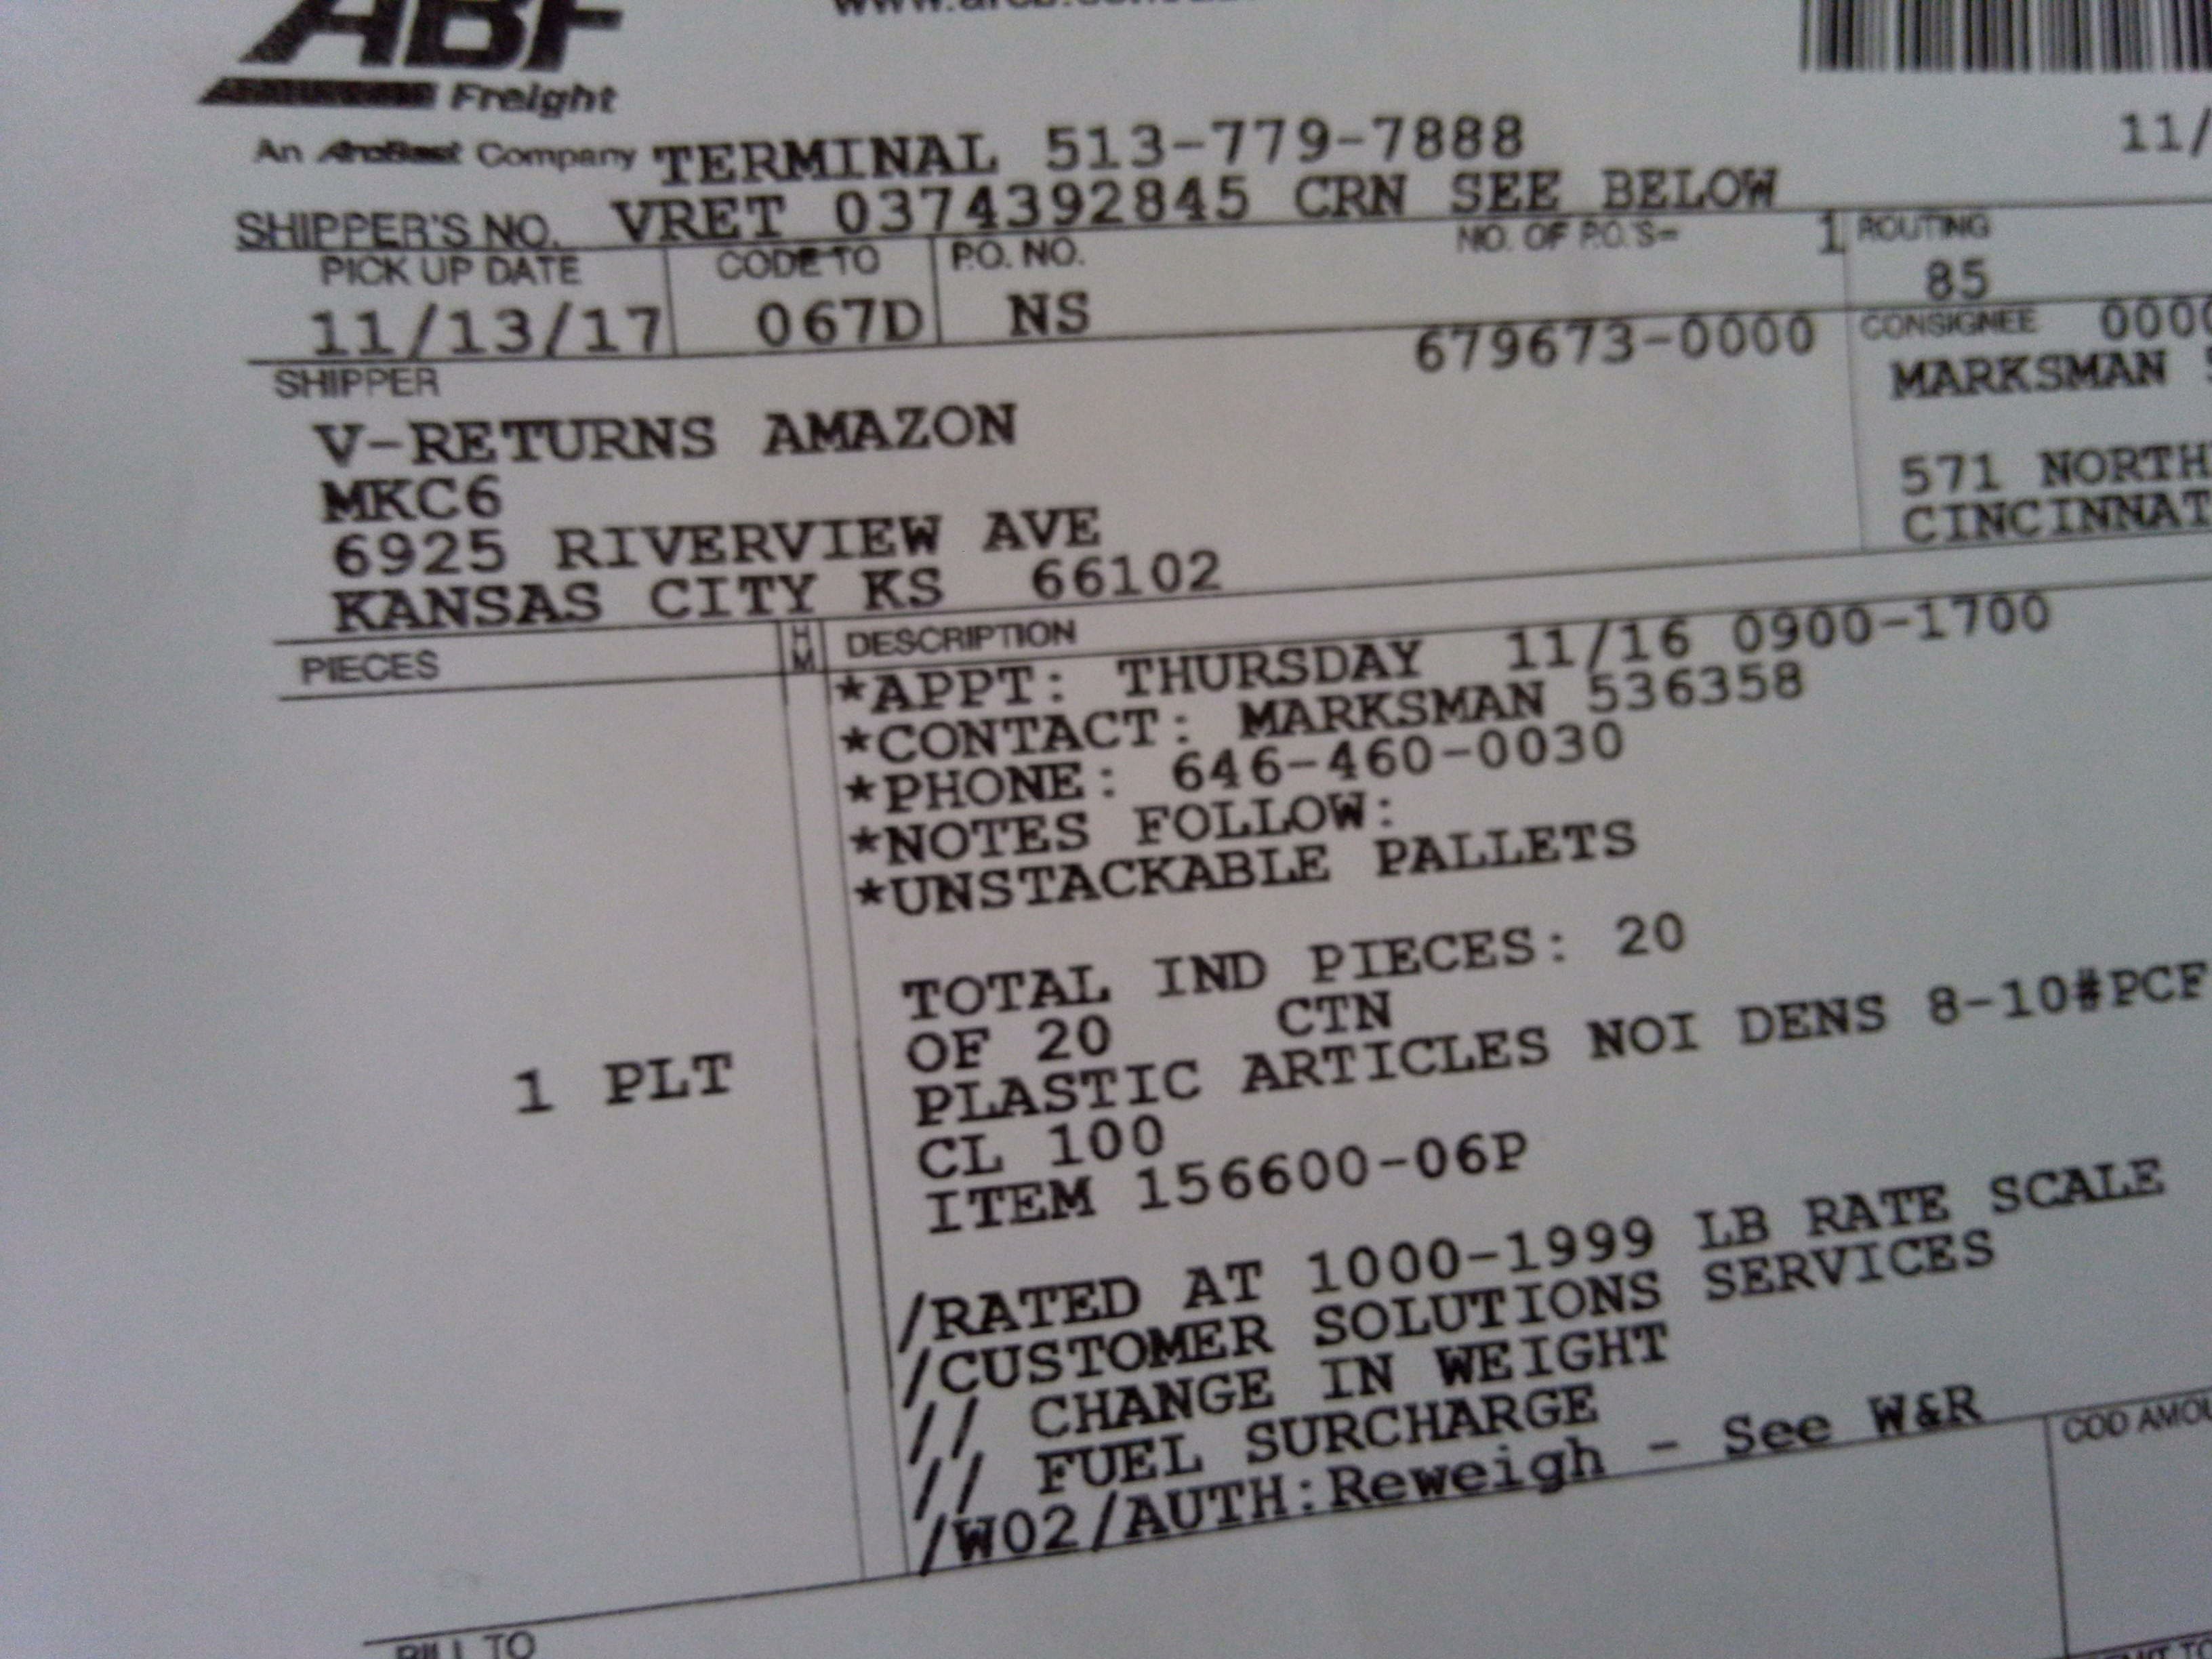 ABF
Freight
An ArcBest Company TERMINAL 513-779-7888
11/
SHIPPER'S NO. VRET 0374392845 CRN SEE BELOW
PICK UP DATE CODE TO P.O. NO. NO. OF P.O.'S= 1 ROUTING
11/13/17 067D NS 85
SHIPPER 679673-0000 CONSIGNEE 000
V-RETURNS AMAZON MARKSMAN
MKC6
6925 RIVERVIEW AVE 571 NORTH
KANSAS CITY KS 66102 CINCINNAT
PIECES HM DESCRIPTION
*APPT: THURSDAY 11/16 0900-1700
*CONTACT: MARKSMAN 536358
*PHONE: 646-460-0030
*NOTES FOLLOW:
*UNSTACKABLE PALLETS
TOTAL IND PIECES: 20
OF 20 CTN
1 PLT PLASTIC ARTICLES NOI DENS 8-10#PCF
CL 100
ITEM 156600-06P
/RATED AT 1000-1999 LB RATE SCALE
/CUSTOMER SOLUTIONS SERVICES
// CHANGE IN WEIGHT
// FUEL SURCHARGE
/W02/AUTH:Reweigh - See W&R
COD AMOU
BILL TO